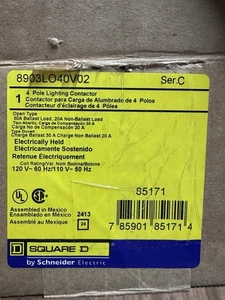 8903LO40V02 Ser.C
1 4 Pole Lighting Contactor
Contactor para Carga de Alumbrado de 4 Polos
Contacteur d'éclairage de 4 Pôles
Open Type
30A Ballast Load, 20A Non-Ballast Load
Tipo Abierto, Carga de Compensación 30 A
Carga No de Compensación 20 A
Type Ouvert
Charge Ballast 30 A Charge Non Ballast 20 A
Electrically Held
Eléctricamente Sostenido
Retenue Electriquement
Coil Rating/Val. Nom Bobina/Bobine
120 V~ 60 Hz/110 V~ 50 Hz
85171
UL
SA
Assembled in Mexico
Ensamblado en México 2413
Assemblé au Mexique 26
7 85901 85171 4
SQUARE D
by Schneider Electric